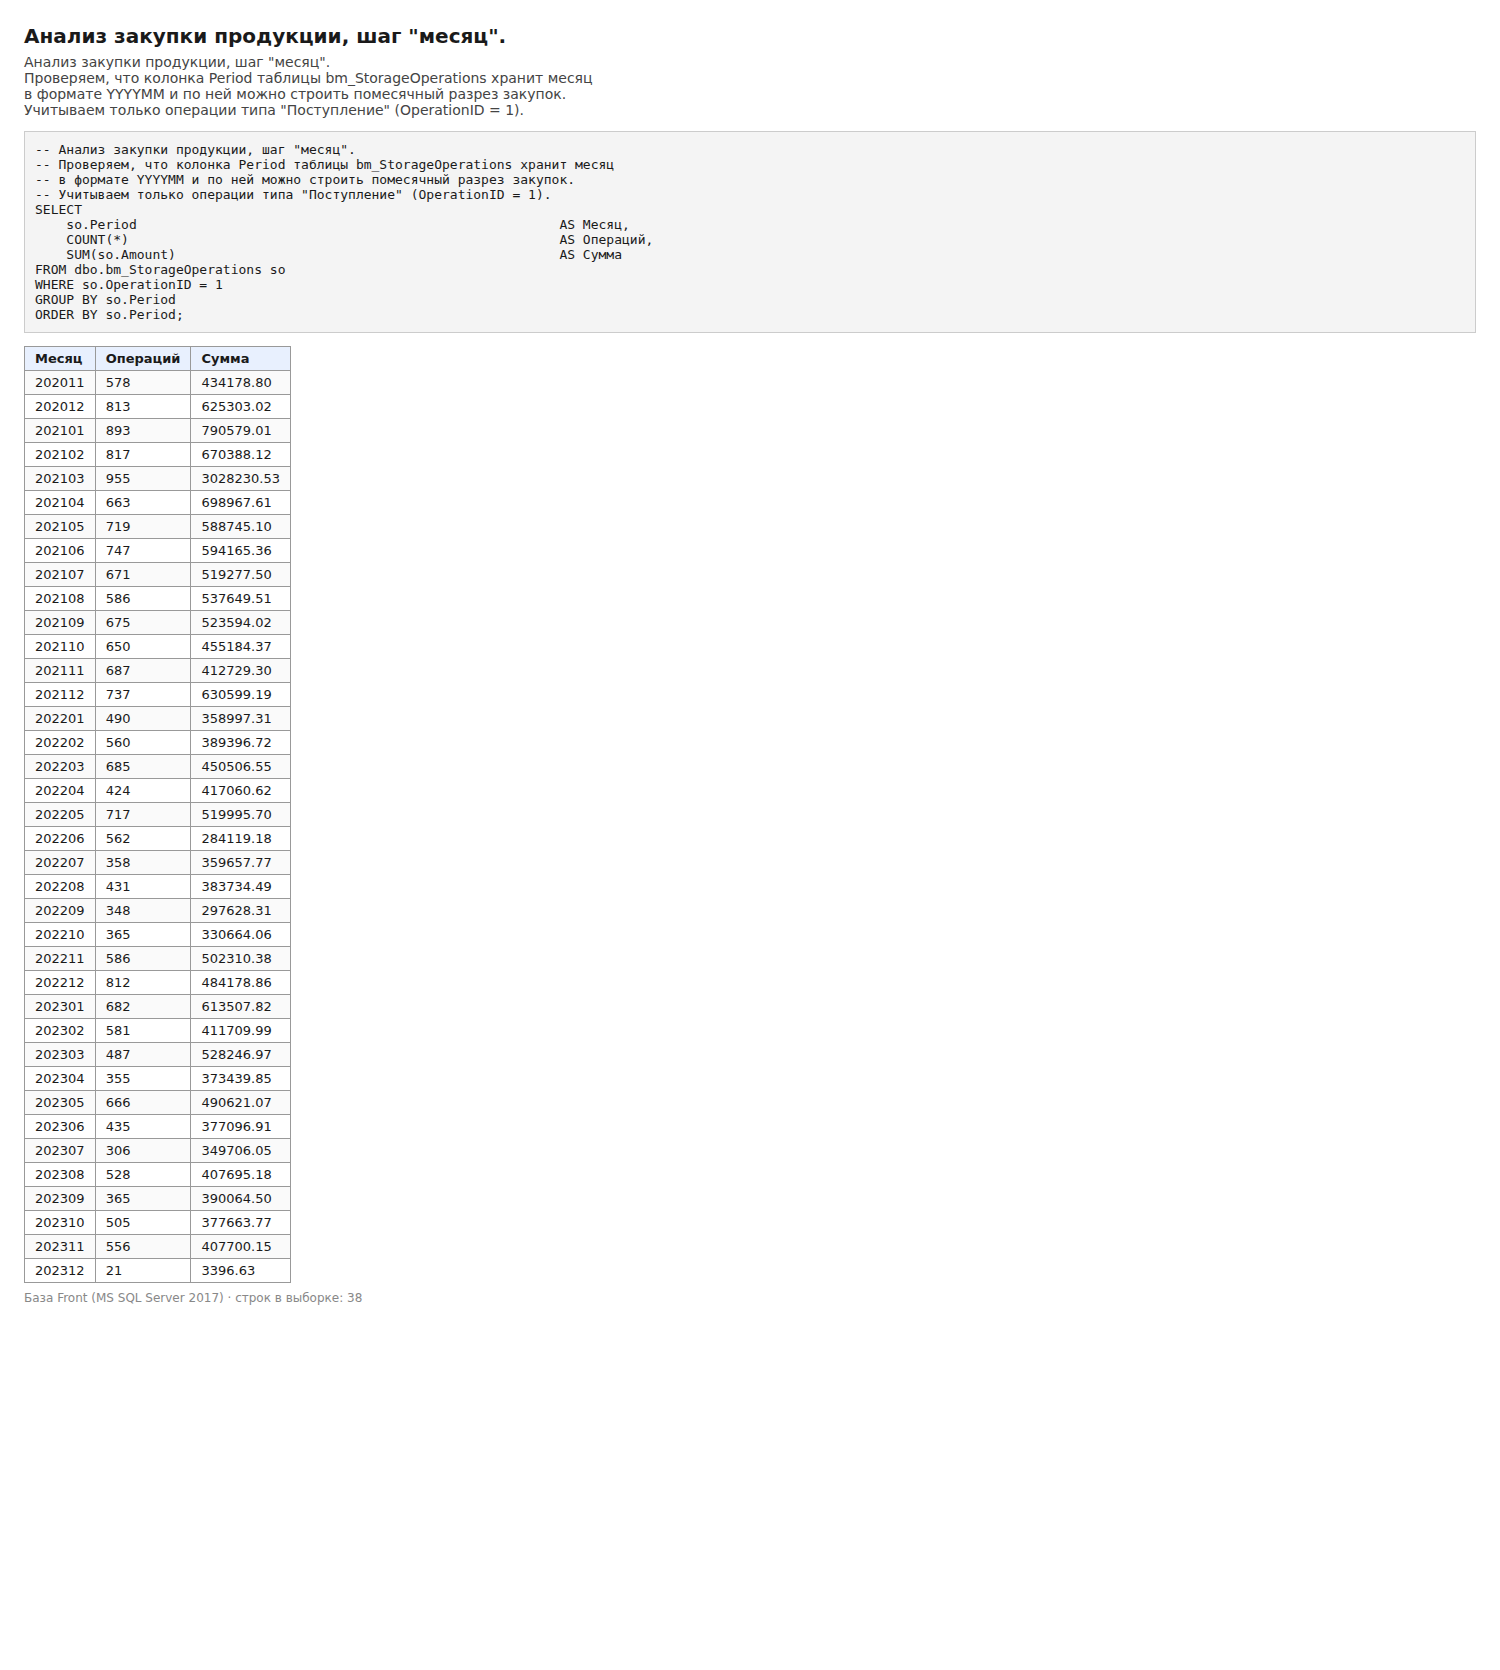 Анализ закупки продукции, шаг "месяц".
Анализ закупки продукции, шаг "месяц".
Проверяем, что колонка Period таблицы bm_StorageOperations хранит месяц
в формате YYYYMM и по ней можно строить помесячный разрез закупок.
Учитываем только операции типа "Поступление" (OperationID = 1).
-- Анализ закупки продукции, шаг "месяц".
-- Проверяем, что колонка Period таблицы bm_StorageOperations хранит месяц
-- в формате YYYYMM и по ней можно строить помесячный разрез закупок.
-- Учитываем только операции типа "Поступление" (OperationID = 1).
SELECT
    so.Period                                                      AS Месяц,
    COUNT(*)                                                       AS Операций,
    SUM(so.Amount)                                                 AS Сумма
FROM dbo.bm_StorageOperations so
WHERE so.OperationID = 1
GROUP BY so.Period
ORDER BY so.Period;
Месяц Операций Сумма
202011 578 434178.80
202012 813 625303.02
202101 893 790579.01
202102 817 670388.12
202103 955 3028230.53
202104 663 698967.61
202105 719 588745.10
202106 747 594165.36
202107 671 519277.50
202108 586 537649.51
202109 675 523594.02
202110 650 455184.37
202111 687 412729.30
202112 737 630599.19
202201 490 358997.31
202202 560 389396.72
202203 685 450506.55
202204 424 417060.62
202205 717 519995.70
202206 562 284119.18
202207 358 359657.77
202208 431 383734.49
202209 348 297628.31
202210 365 330664.06
202211 586 502310.38
202212 812 484178.86
202301 682 613507.82
202302 581 411709.99
202303 487 528246.97
202304 355 373439.85
202305 666 490621.07
202306 435 377096.91
202307 306 349706.05
202308 528 407695.18
202309 365 390064.50
202310 505 377663.77
202311 556 407700.15
202312 21 3396.63
База Front (MS SQL Server 2017) · строк в выборке: 38